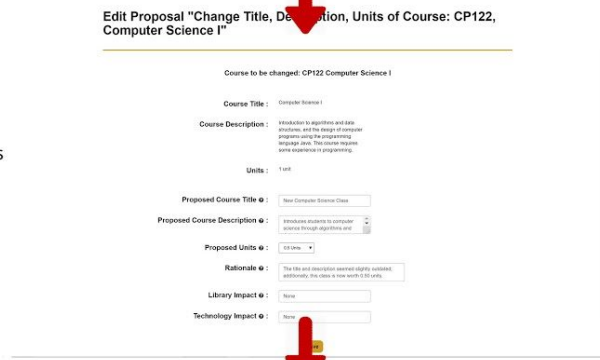 Edit Proposal "Change Title, De ption, Units of Course: CP122,
Computer Science I"
Course to be changed: CP122 Computer Science I
Course Title : Computer Science I
Course Description : Introduction to algorithms and data
structures, and the design of computer
programs using the programming
language Java. This course requires
some experience in programming.
s
Units : 1 unit
Proposed Course Title : New Computer Science Class
Proposed Course Description : Introduces students to computer
science through algorithms and
Proposed Units : 0.5 Units
Rationale : The title and description seemed slightly outdated,
additionally, this class is now worth 0.50 units.
Library Impact : None
Technology Impact : None